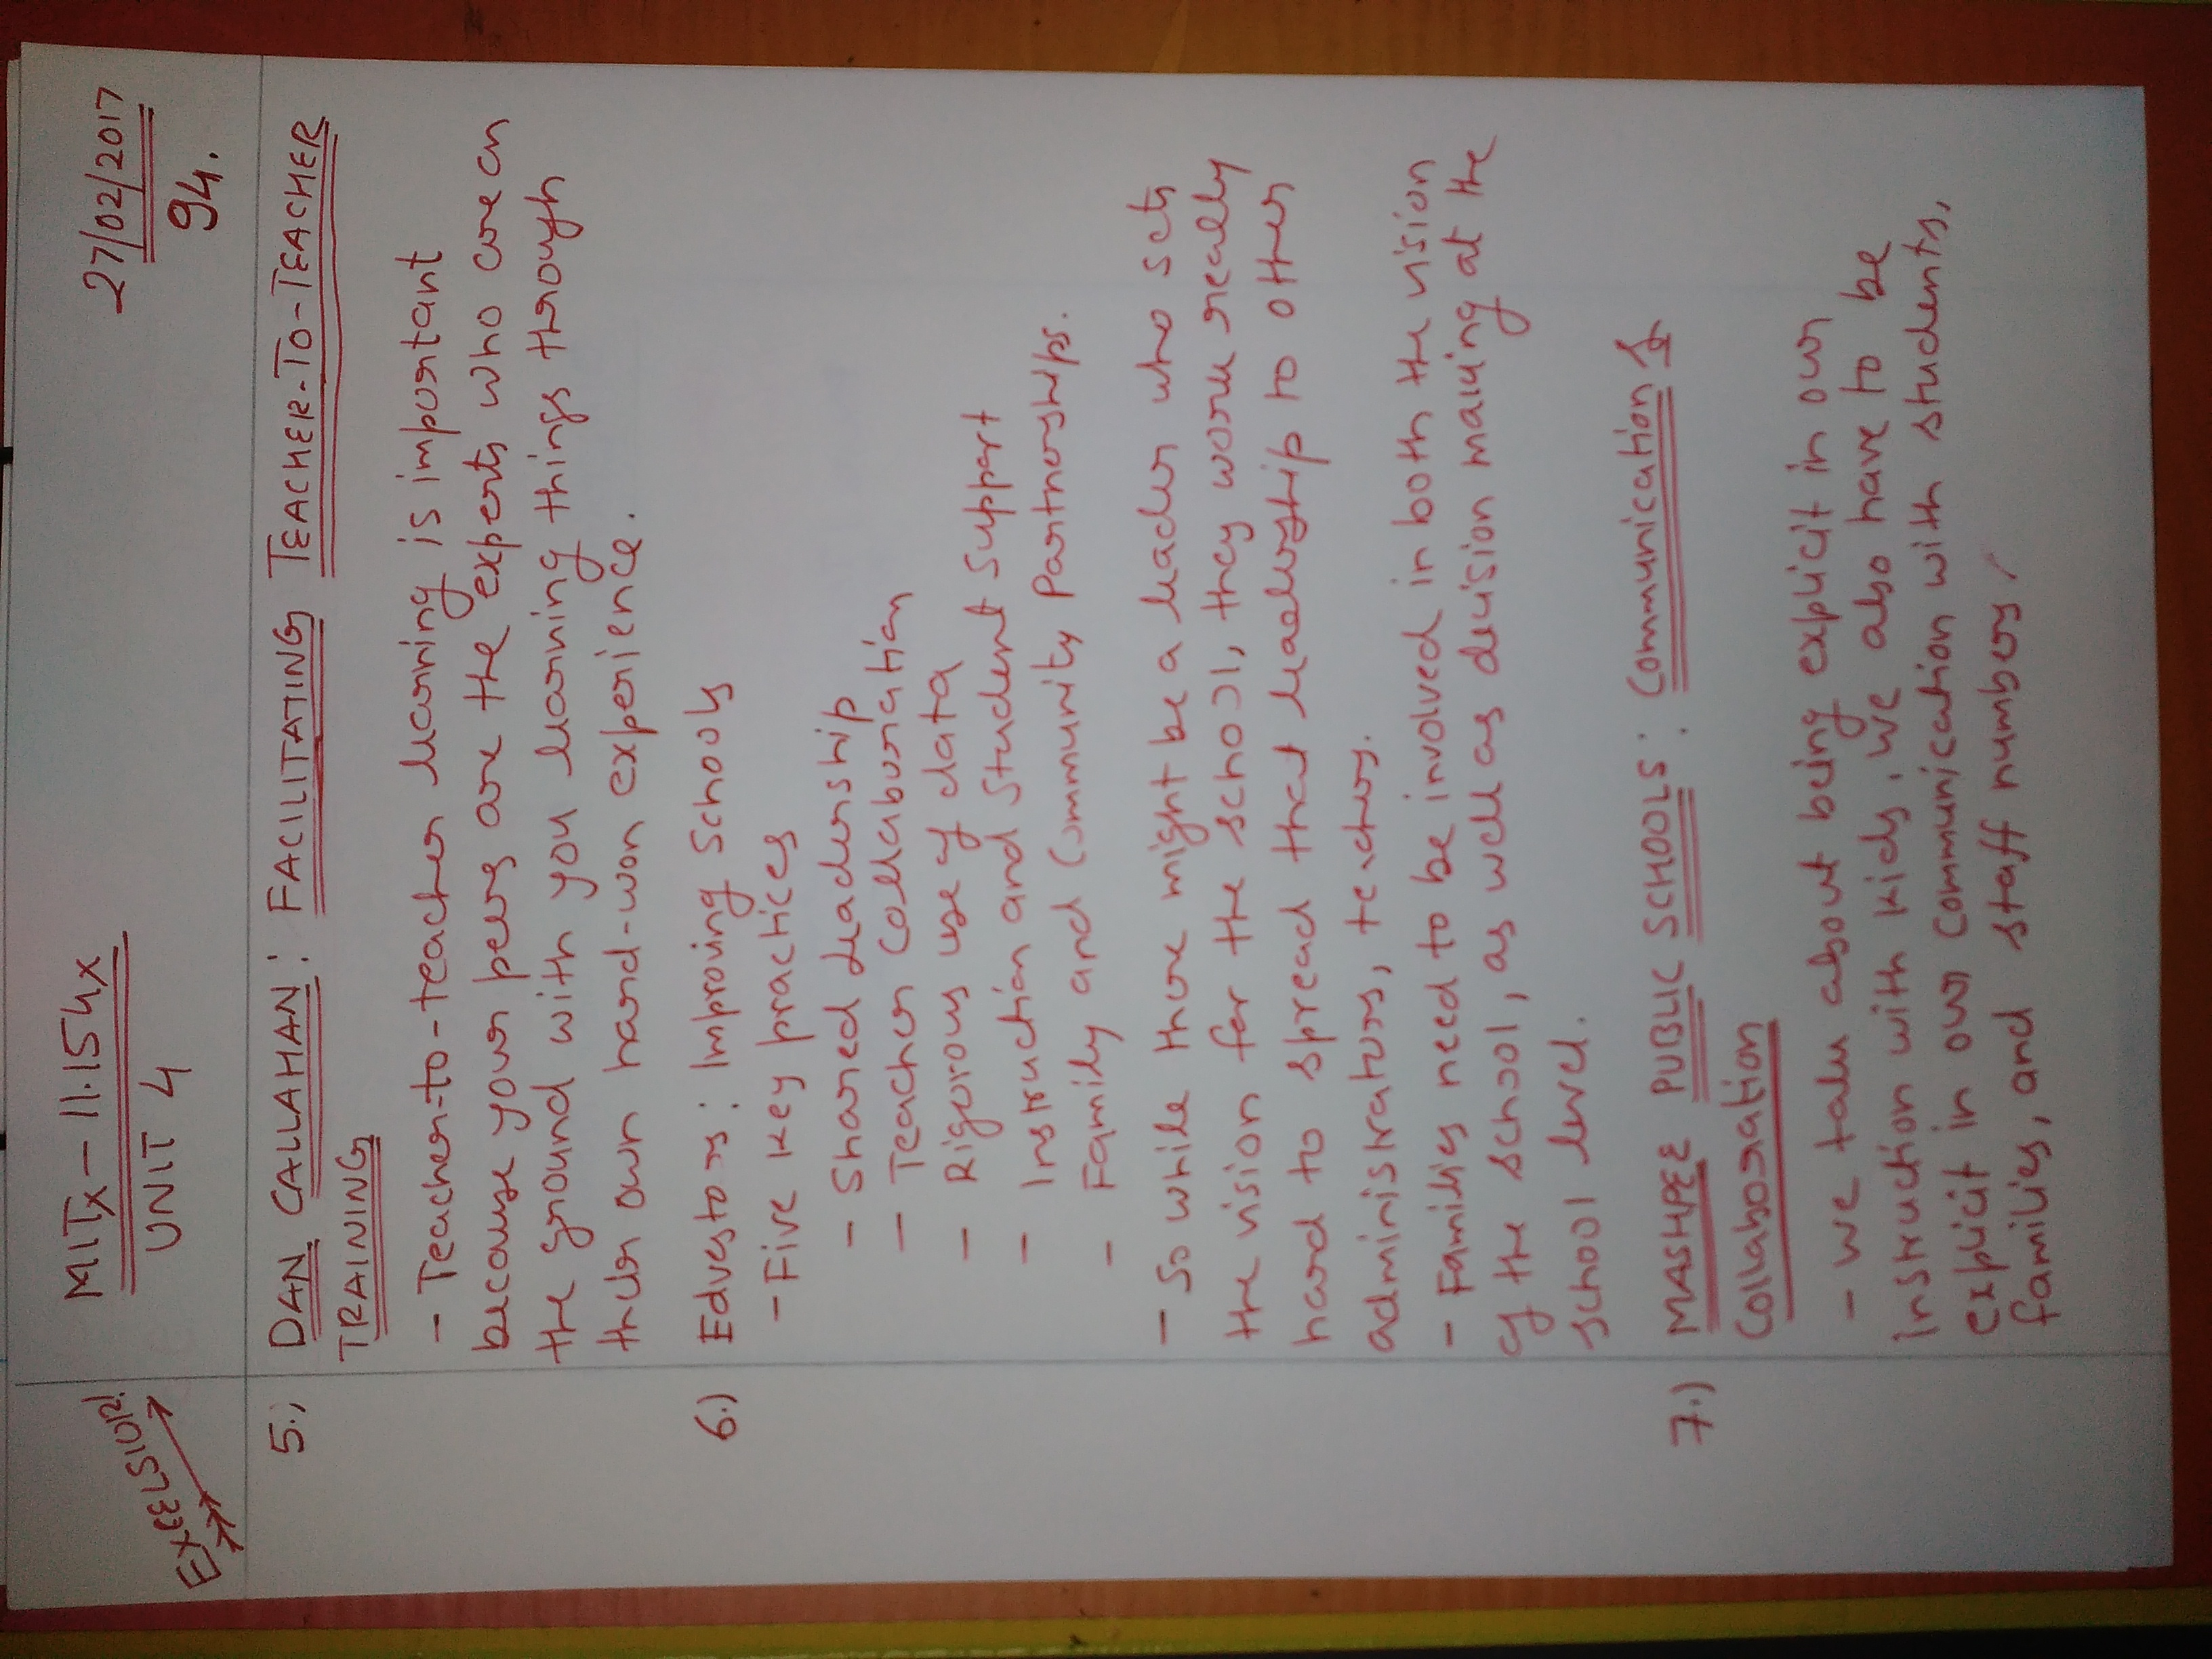 EXCELSIOR!
MITx - 11.154x
UNIT 4
27/02/2017
94.
5.) DAN CALLAHAN: FACILITATING TEACHER-TO-TEACHER
TRAINING
- Teacher-to-teacher learning is important
because your peers are the experts who are on
the ground with you learning things through
their own hard-won experience.
6.) Edvestors: Improving Schools
- Five key practices
- Shared Leadership
- Teacher Collaboration
- Rigorous use of data
- Instruction and Student Support
- Family and Community Partnerships.
- So while there might be a leader who sets
the vision for the school, they work really
hard to spread that leadership to other
administrators, teachers.
- Families need to be involved in both the vision
of the school, as well as decision making at the
school level.
7.) MASHPEE PUBLIC SCHOOLS: Communication &
Collaboration
- We talk about being explicit in our
instruction with kids, we also have to be
explicit in our communication with students,
families, and staff numbers.